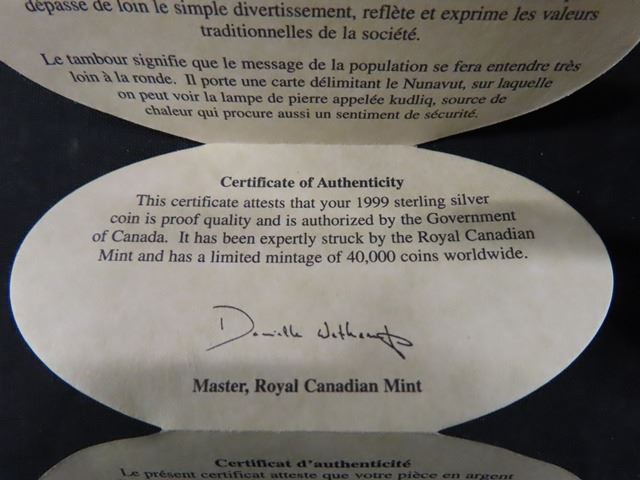 dépasse de loin le simple divertissement, reflète et exprime les valeurs
traditionnelles de la société.
Le tambour signifie que le message de la population se fera entendre très
loin à la ronde. Il porte une carte délimitant le Nunavut, sur laquelle
on peut voir la lampe de pierre appelée kudliq, source de
chaleur qui procure aussi un sentiment de sécurité.
Certificate of Authenticity
This certificate attests that your 1999 sterling silver
coin is proof quality and is authorized by the Government
of Canada. It has been expertly struck by the Royal Canadian
Mint and has a limited mintage of 40,000 coins worldwide.
Danielle Wetherup
Master, Royal Canadian Mint
Certificat d'authenticité
Le présent certificat atteste que votre pièce en argent